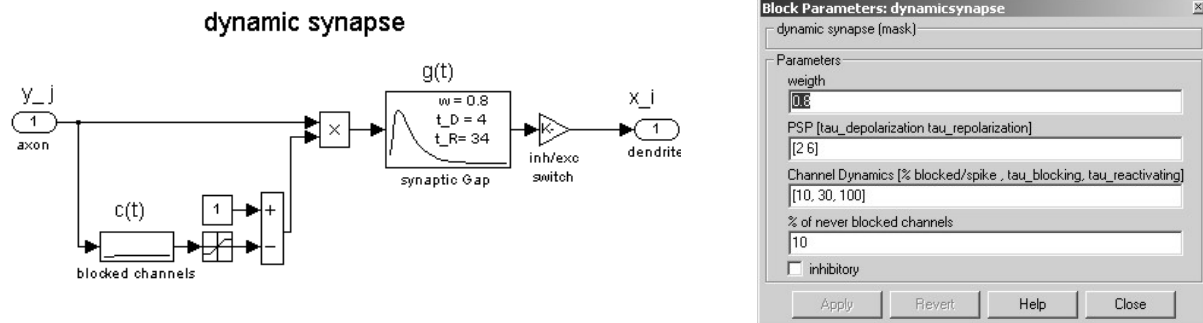 dynamic synapse
g(t)
w = 0.8
t_D = 4
t_R= 34
y_j
1
axon
×
K-
x_i
1
dendrite
synaptic Gap
inh/exc
switch
c(t)
1
+
−
blocked channels
Block Parameters: dynamicsynapse
dynamic synapse (mask)
Parameters
weigth
0.8
PSP [tau_depolarization tau_repolarization]
[2 6]
Channel Dynamics [% blocked/spike , tau_blocking, tau_reactivating]
[10, 30, 100]
% of never blocked channels
10
inhibitory
Apply
Revert
Help
Close